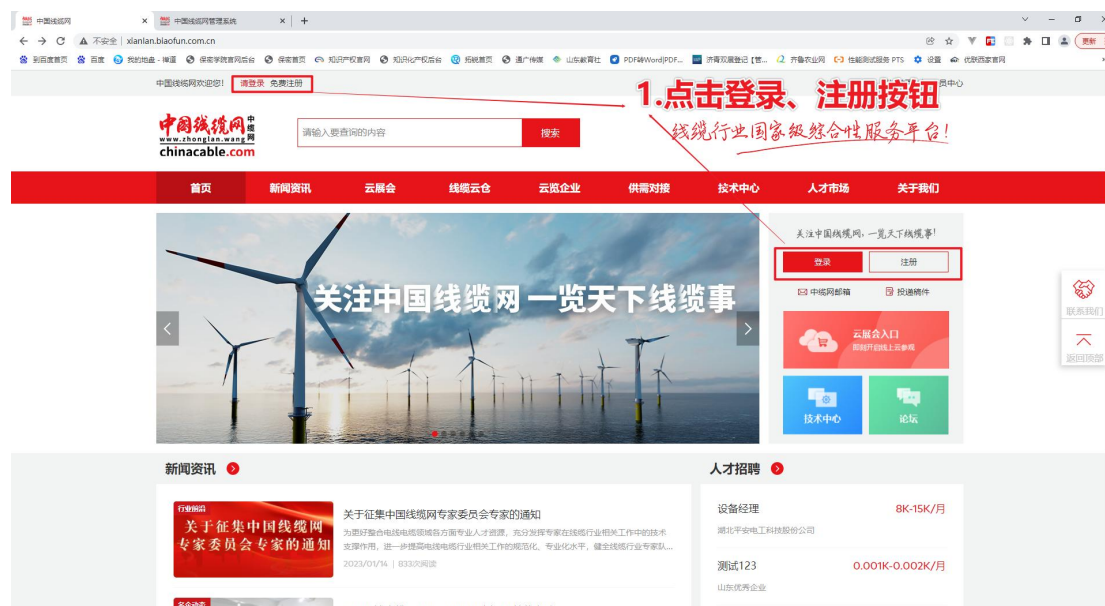 中国线缆网
中国线缆网管理系统
不安全 | xianlan.biaofun.com.cn
更新
到百度首页 百度 我的地盘 - 禅道 保密学院官网后台 保密首页 知识产权官网 知识化产权后台 拓锐首页 速广传媒 山东教育社 PDF转Word|PDF... 济青双展登记【管... 齐鲁农业网 性能测试服务 PTS 设置 优联西家官网
中国线缆网欢迎您! 请登录 免费注册
员中心
1.点击登录、注册按钮
中国线缆网 中缆网
www.zhonglan.wang
chinacable.com
请输入要查询的内容
搜索
线缆行业国家级综合性服务平台!
首页 新闻资讯 云展会 线缆云仓 云览企业 供需对接 技术中心 人才市场 关于我们
关注中国线缆网 一览天下线缆事
关注中国线缆网,一览天下线缆事!
登录 注册
中缆网邮箱 投递稿件
云展会入口
即刻开启线上云参观
技术中心 论坛
联系我们
返回顶部
新闻资讯
行业前沿
关于征集中国线缆网
专家委员会专家的通知
关于征集中国线缆网专家委员会专家的通知
为更好整合电线电缆领域各方面专业人才资源,充分发挥专家在线缆行业相关工作中的技术
支撑作用,进一步提高电线电缆行业相关工作的规范化、专业化水平,健全线缆行业专家队...
2023/01/14 | 833次阅读
人才招聘
设备经理 8K-15K/月
湖北平安电工科技股份公司
测试123 0.001K-0.002K/月
山东优秀企业